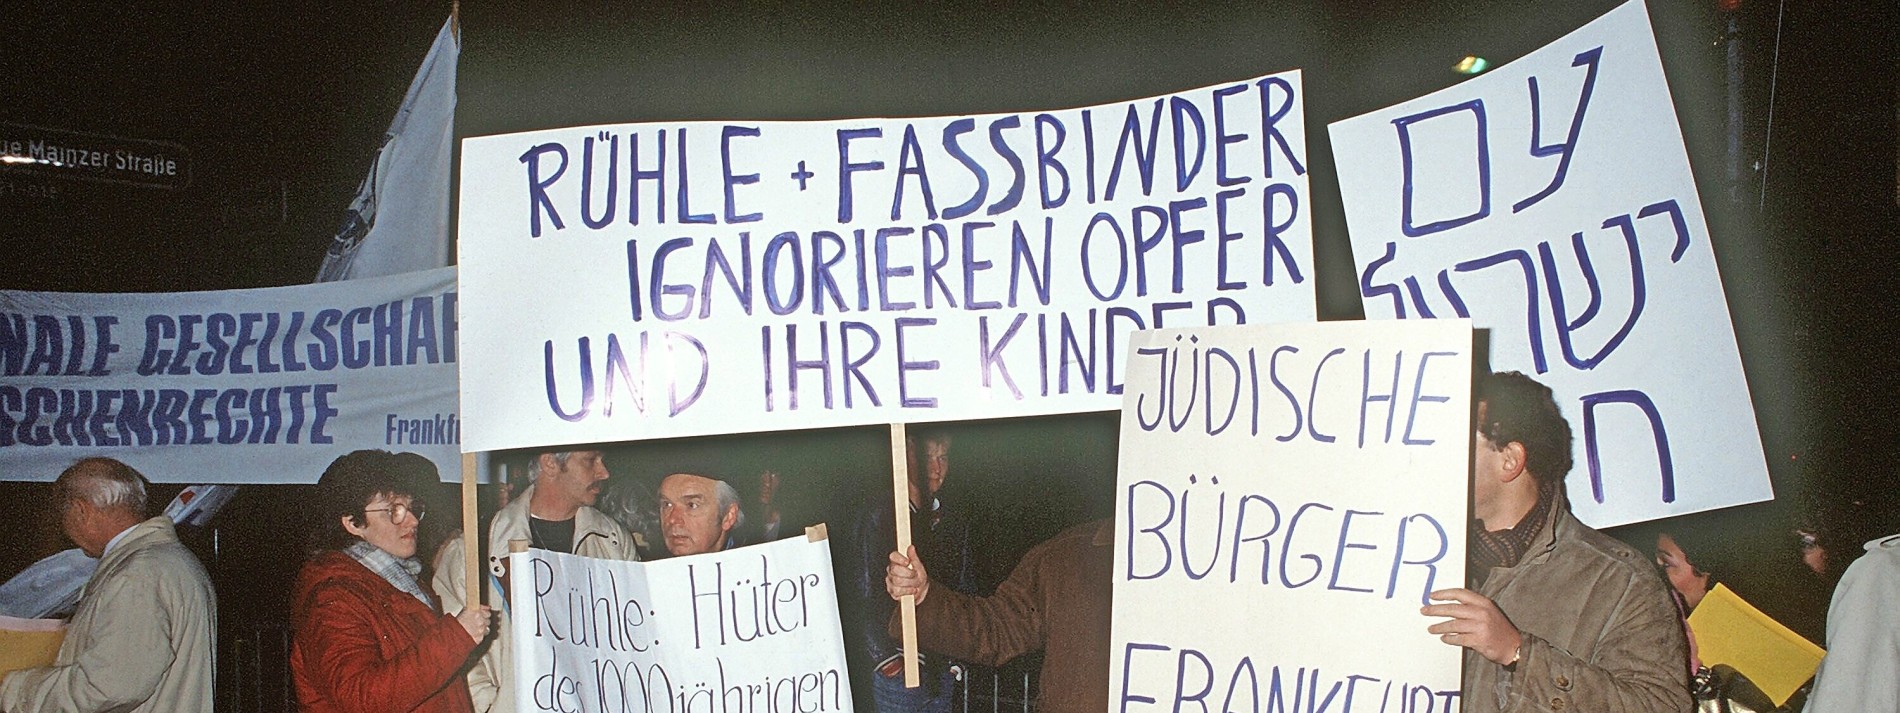 Mainzer Straße
NALE GESELLSCHAF
SCHENRECHTE Frankfu
RÜHLE + FASSBINDER
IGNORIEREN OPFER
UND IHRE KINDER
עם
ישראל
ח
Rühle: Hüter
des 1000jährigen
JÜDISCHE
BÜRGER
FRANKFURT